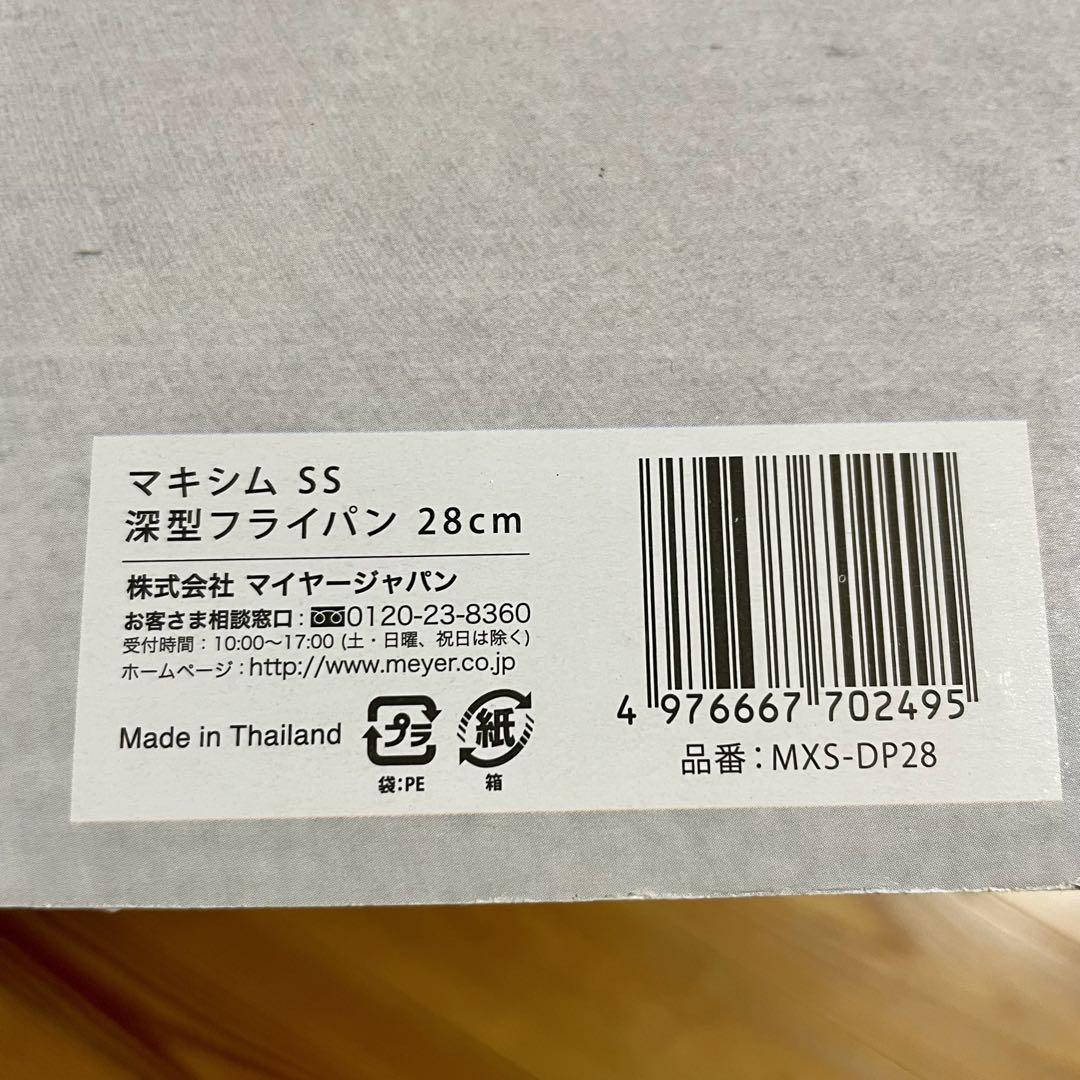 マキシム SS
深型フライパン 28cm
株式会社 マイヤージャパン
お客さま相談窓口：0120-23-8360
受付時間：10:00～17:00 (土・日曜、祝日は除く)
ホームページ：http://www.meyer.co.jp
Made in Thailand
プラ
袋：PE
紙
箱
4 976667 702495
品番：MXS-DP28